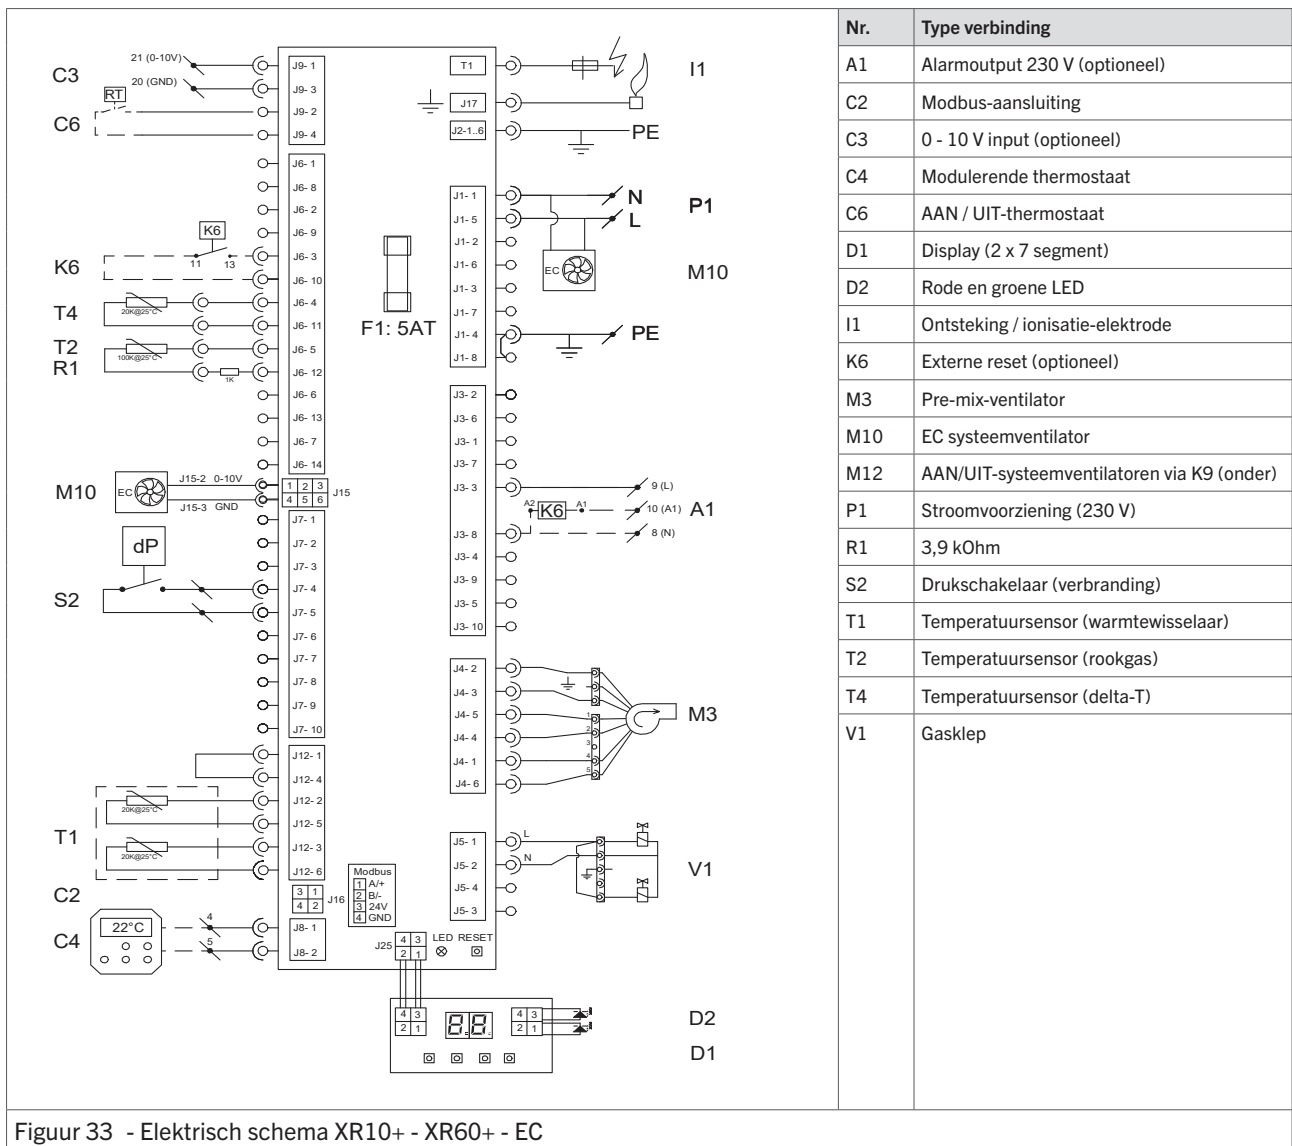 C3
21 (0-10V)
20 (GND)
RT
C6
K6
K6
11
13
T4
20K@25°C
T2
100K@25°C
R1
1K
M10
EC
J15-2 0-10V
J15-3 GND
dP
S2
T1
20K@25°C
20K@25°C
C2
C4
22°C
4
5
J9- 1
J9- 3
J9- 2
J9- 4
J6- 1
J6- 8
J6- 2
J6- 9
J6- 3
J6- 10
J6- 4
J6- 11
J6- 5
J6- 12
J6- 6
J6- 13
J6- 7
J6- 14
1 2 3
4 5 6
J15
J7- 1
J7- 2
J7- 3
J7- 4
J7- 5
J7- 6
J7- 7
J7- 8
J7- 9
J7- 10
J12- 1
J12- 4
J12- 2
J12- 5
J12- 3
J12- 6
3 1
4 2
J16
Modbus
1 A/+
2 B/-
3 24V
4 GND
J8- 1
J8- 2
F1: 5AT
T1
J17
J2-1..6
I1
PE
J1- 1
J1- 5
J1- 2
J1- 6
J1- 3
J1- 7
J1- 4
J1- 8
N
L
P1
EC
M10
PE
J3- 2
J3- 6
J3- 1
J3- 7
J3- 3
J3- 8
J3- 4
J3- 9
J3- 5
J3- 10
9 (L)
A2
K6
A1
10 (A1)
8 (N)
A1
J4- 2
J4- 3
J4- 5
J4- 4
J4- 1
J4- 6
1
2
3
4
5
M3
J5- 1
J5- 2
J5- 4
J5- 3
L
N
V1
J25
4 3
2 1
LED RESET
4 3
2 1
8.8.
4 3
2 1
D2
D1
Nr. Type verbinding
A1 Alarmoutput 230 V (optioneel)
C2 Modbus-aansluiting
C3 0 - 10 V input (optioneel)
C4 Modulerende thermostaat
C6 AAN / UIT-thermostaat
D1 Display (2 x 7 segment)
D2 Rode en groene LED
I1 Ontsteking / ionisatie-elektrode
K6 Externe reset (optioneel)
M3 Pre-mix-ventilator
M10 EC systeemventilator
M12 AAN/UIT-systeemventilatoren via K9 (onder)
P1 Stroomvoorziening (230 V)
R1 3,9 kOhm
S2 Drukschakelaar (verbranding)
T1 Temperatuursensor (warmtewisselaar)
T2 Temperatuursensor (rookgas)
T4 Temperatuursensor (delta-T)
V1 Gasklep
Figuur 33 - Elektrisch schema XR10+ - XR60+ - EC